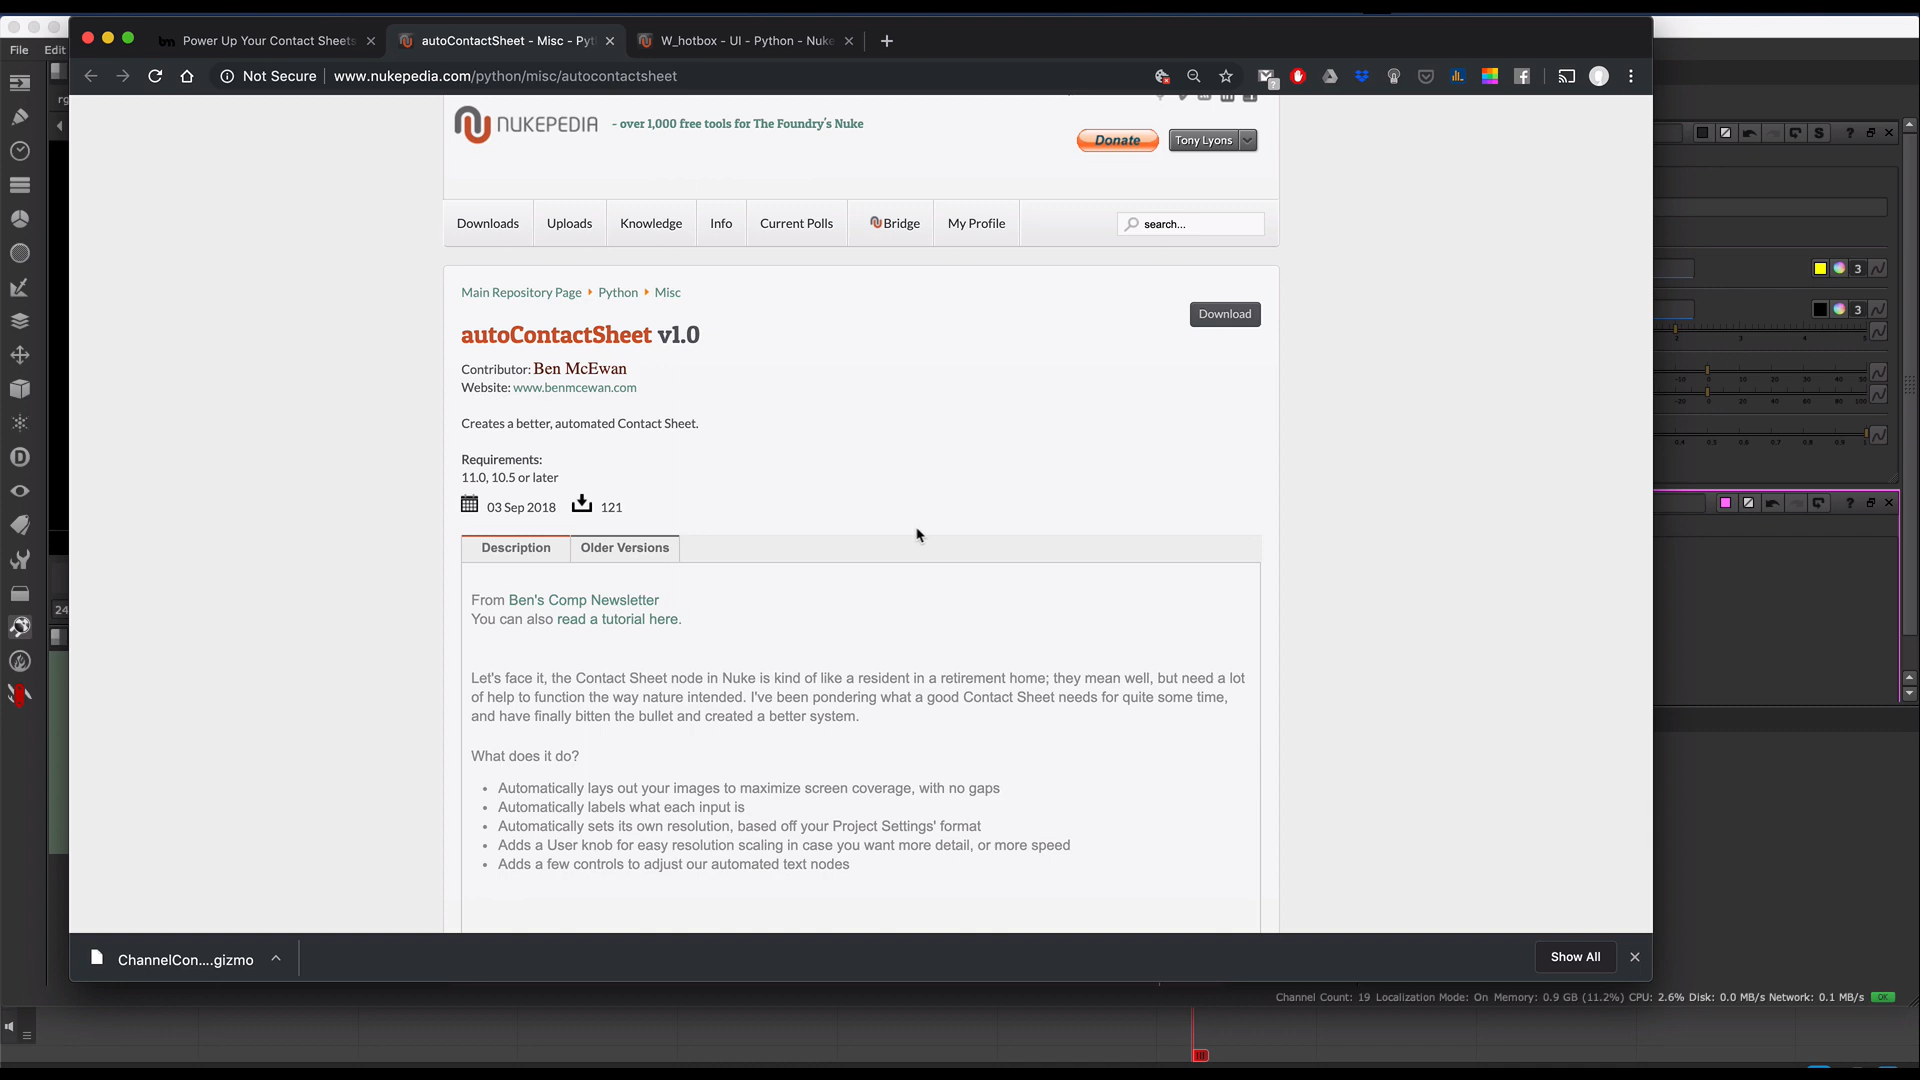 File Edit
Power Up Your Contact Sheets
autoContactSheet - Misc - Pyt
W_hotbox - UI - Python - Nuke
Not Secure | www.nukepedia.com/python/misc/autocontactsheet
NUKEPEDIA - over 1,000 free tools for The Foundry's Nuke
Donate
Tony Lyons
Downloads Uploads Knowledge Info Current Polls Bridge My Profile search...
Main Repository Page Python Misc
Download
autoContactSheet v1.0
Contributor: Ben McEwan
Website: www.benmcewan.com
Creates a better, automated Contact Sheet.
Requirements:
11.0, 10.5 or later
03 Sep 2018 121
Description Older Versions
From Ben's Comp Newsletter
You can also read a tutorial here.
Let's face it, the Contact Sheet node in Nuke is kind of like a resident in a retirement home; they mean well, but need a lot
of help to function the way nature intended. I've been pondering what a good Contact Sheet needs for quite some time,
and have finally bitten the bullet and created a better system.
What does it do?
• Automatically lays out your images to maximize screen coverage, with no gaps
• Automatically labels what each input is
• Automatically sets its own resolution, based off your Project Settings' format
• Adds a User knob for easy resolution scaling in case you want more detail, or more speed
• Adds a few controls to adjust our automated text nodes
ChannelCon....gizmo
Show All
Channel Count: 19 Localization Mode: On Memory: 0.9 GB (11.2%) CPU: 2.6% Disk: 0.0 MB/s Network: 0.1 MB/s OK